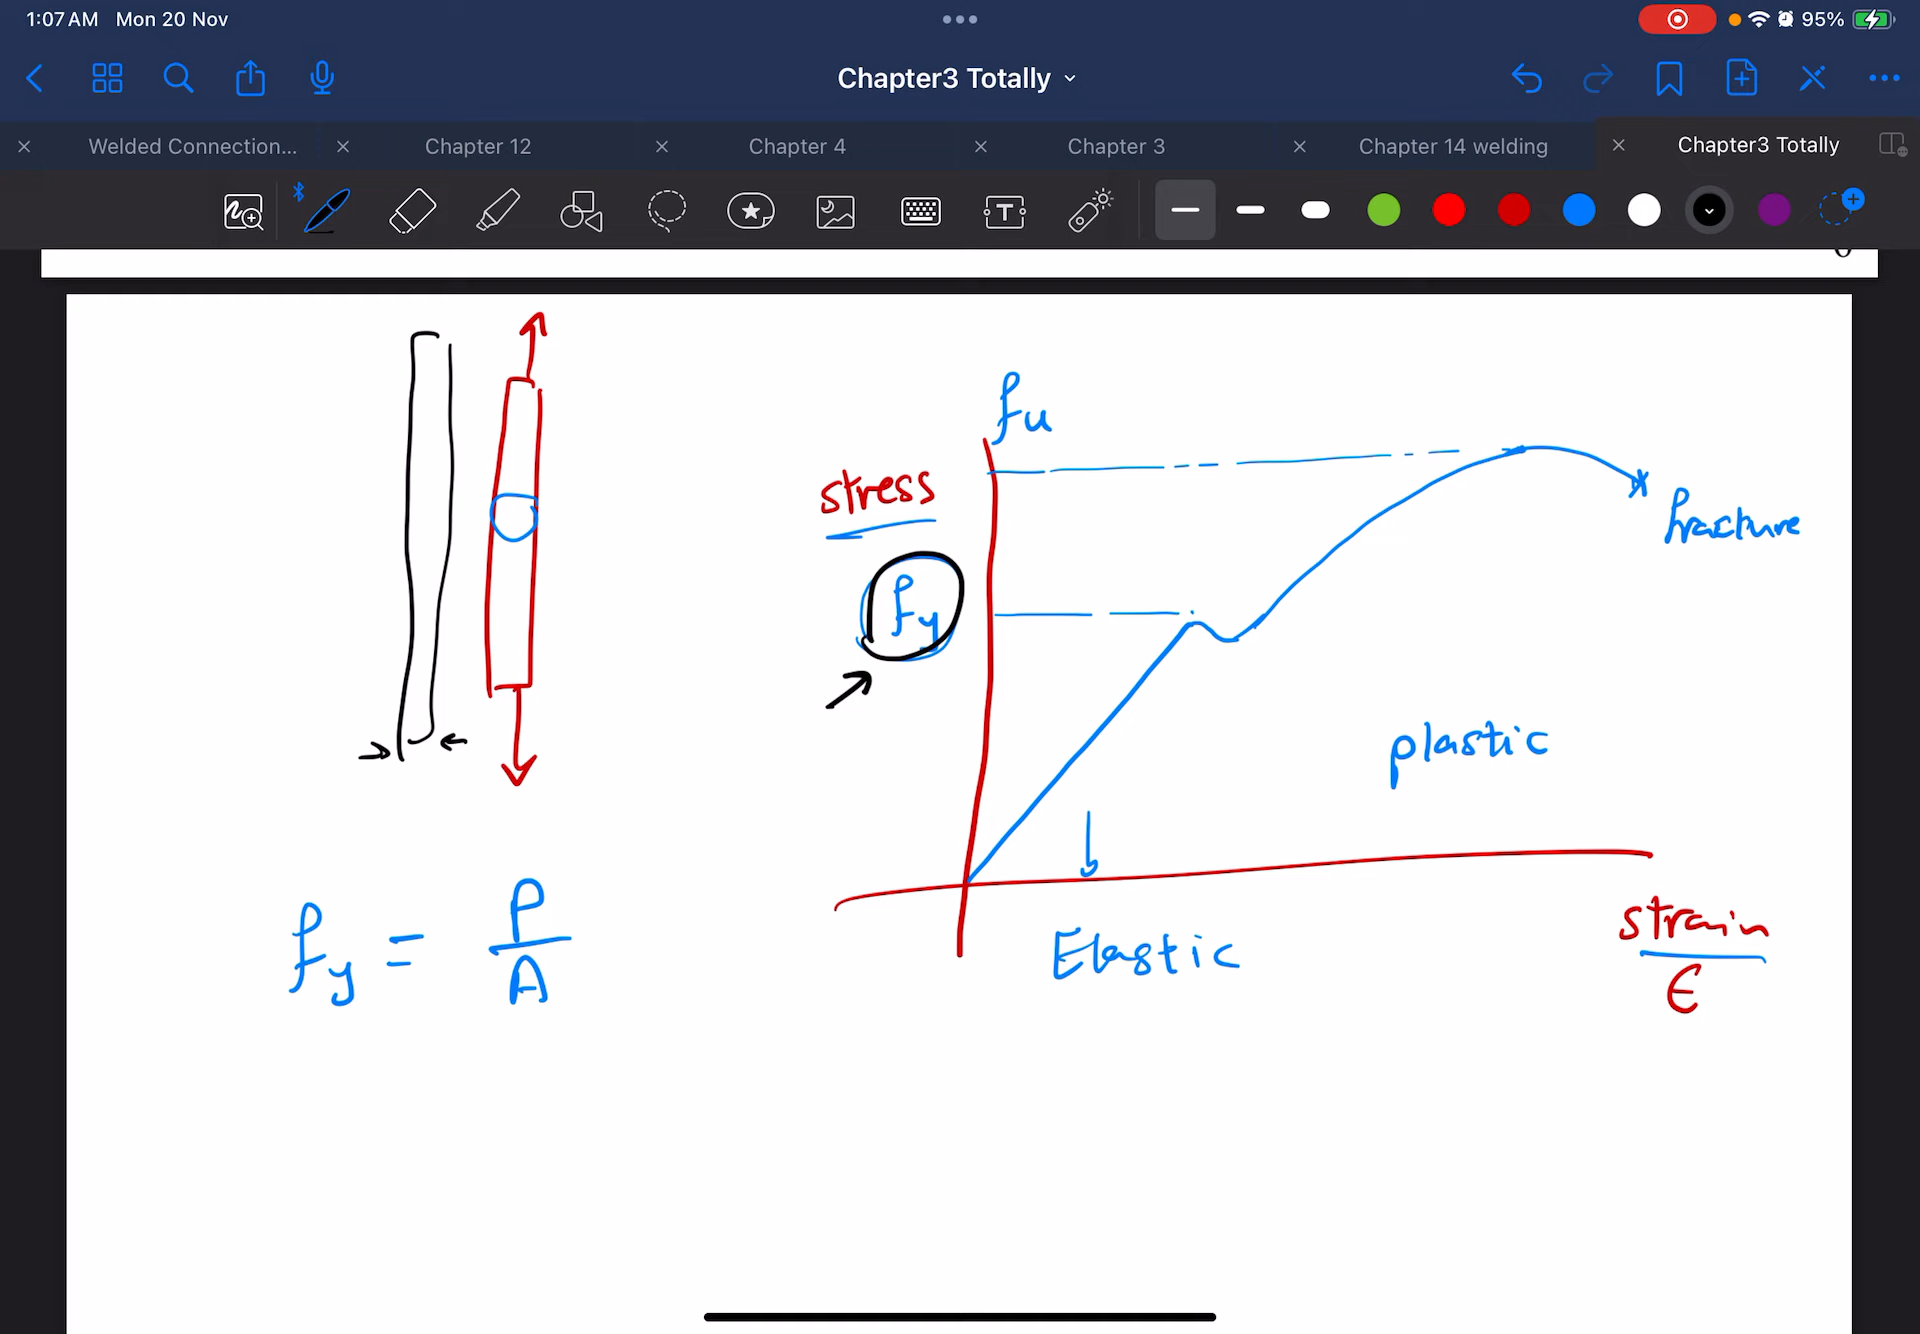 1:07 AM Mon 20 Nov
95%
Chapter3 Totally
Welded Connection...
Chapter 12
Chapter 4
Chapter 3
Chapter 14 welding
Chapter3 Totally
T
fu
stress
fracture
fy
plastic
fy = P/A
Elastic
strain
ϵ